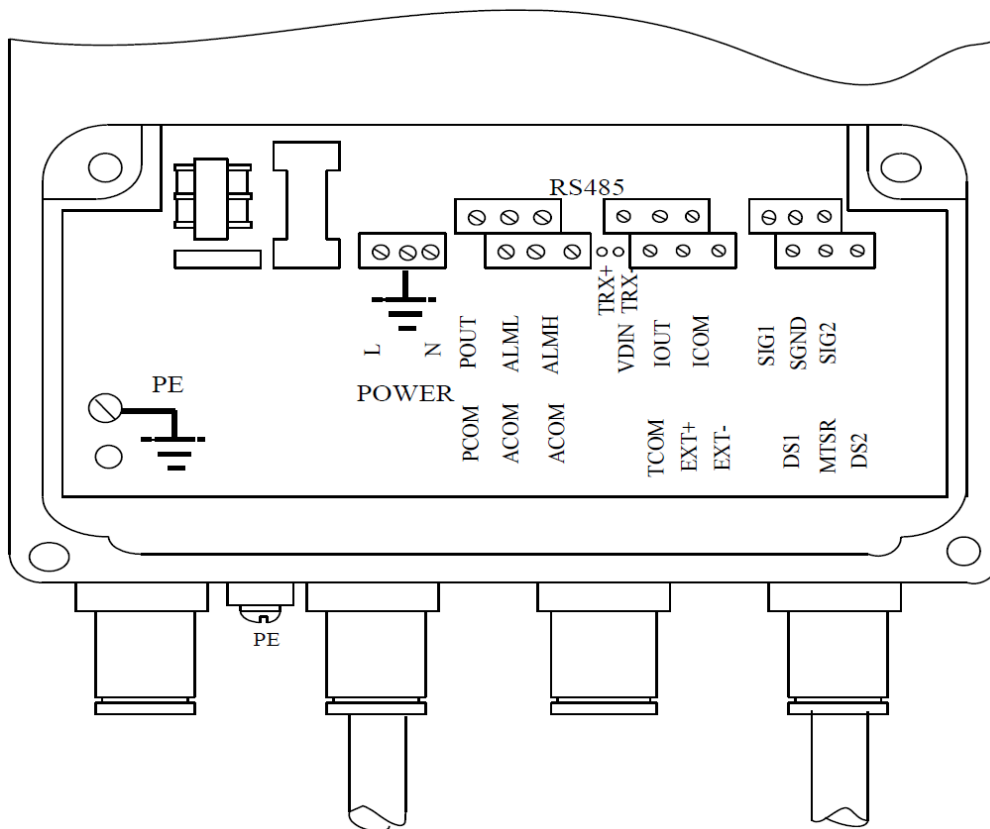 RS485
TRX+ TRX-
L N POUT ALML ALMH VDIN IOUT ICOM SIG1 SGND SIG2
PE
POWER
PCOM ACOM ACOM TCOM EXT+ EXT- DS1 MTSR DS2
PE